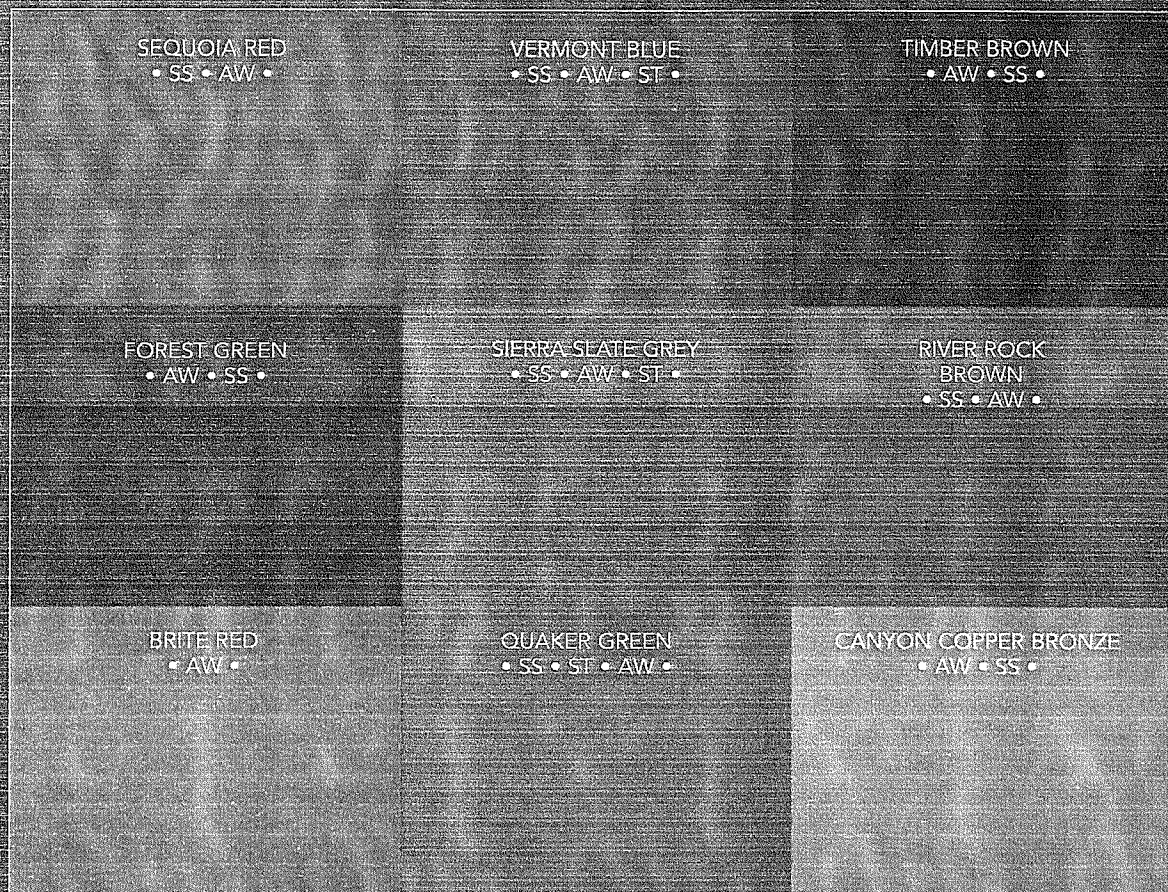 SEQUOIA RED
• SS • AW •
VERMONT BLUE
• SS • AW • ST •
TIMBER BROWN
• AW • SS •
FOREST GREEN
• AW • SS •
SIERRA SLATE GREY
• SS • AW • ST •
RIVER ROCK
BROWN
• SS • AW •
BRITE RED
• AW •
QUAKER GREEN
• SS • ST • AW •
CANYON COPPER BRONZE
• AW • SS •